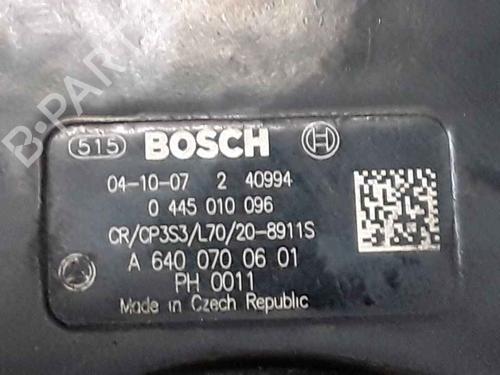 B-PARTS
515 BOSCH
04-10-07 2 40994
0 445 010 096
CR/CP3S3/L70/20-8911S
A 640 070 06 01
PH 0011
Made in Czech Republic